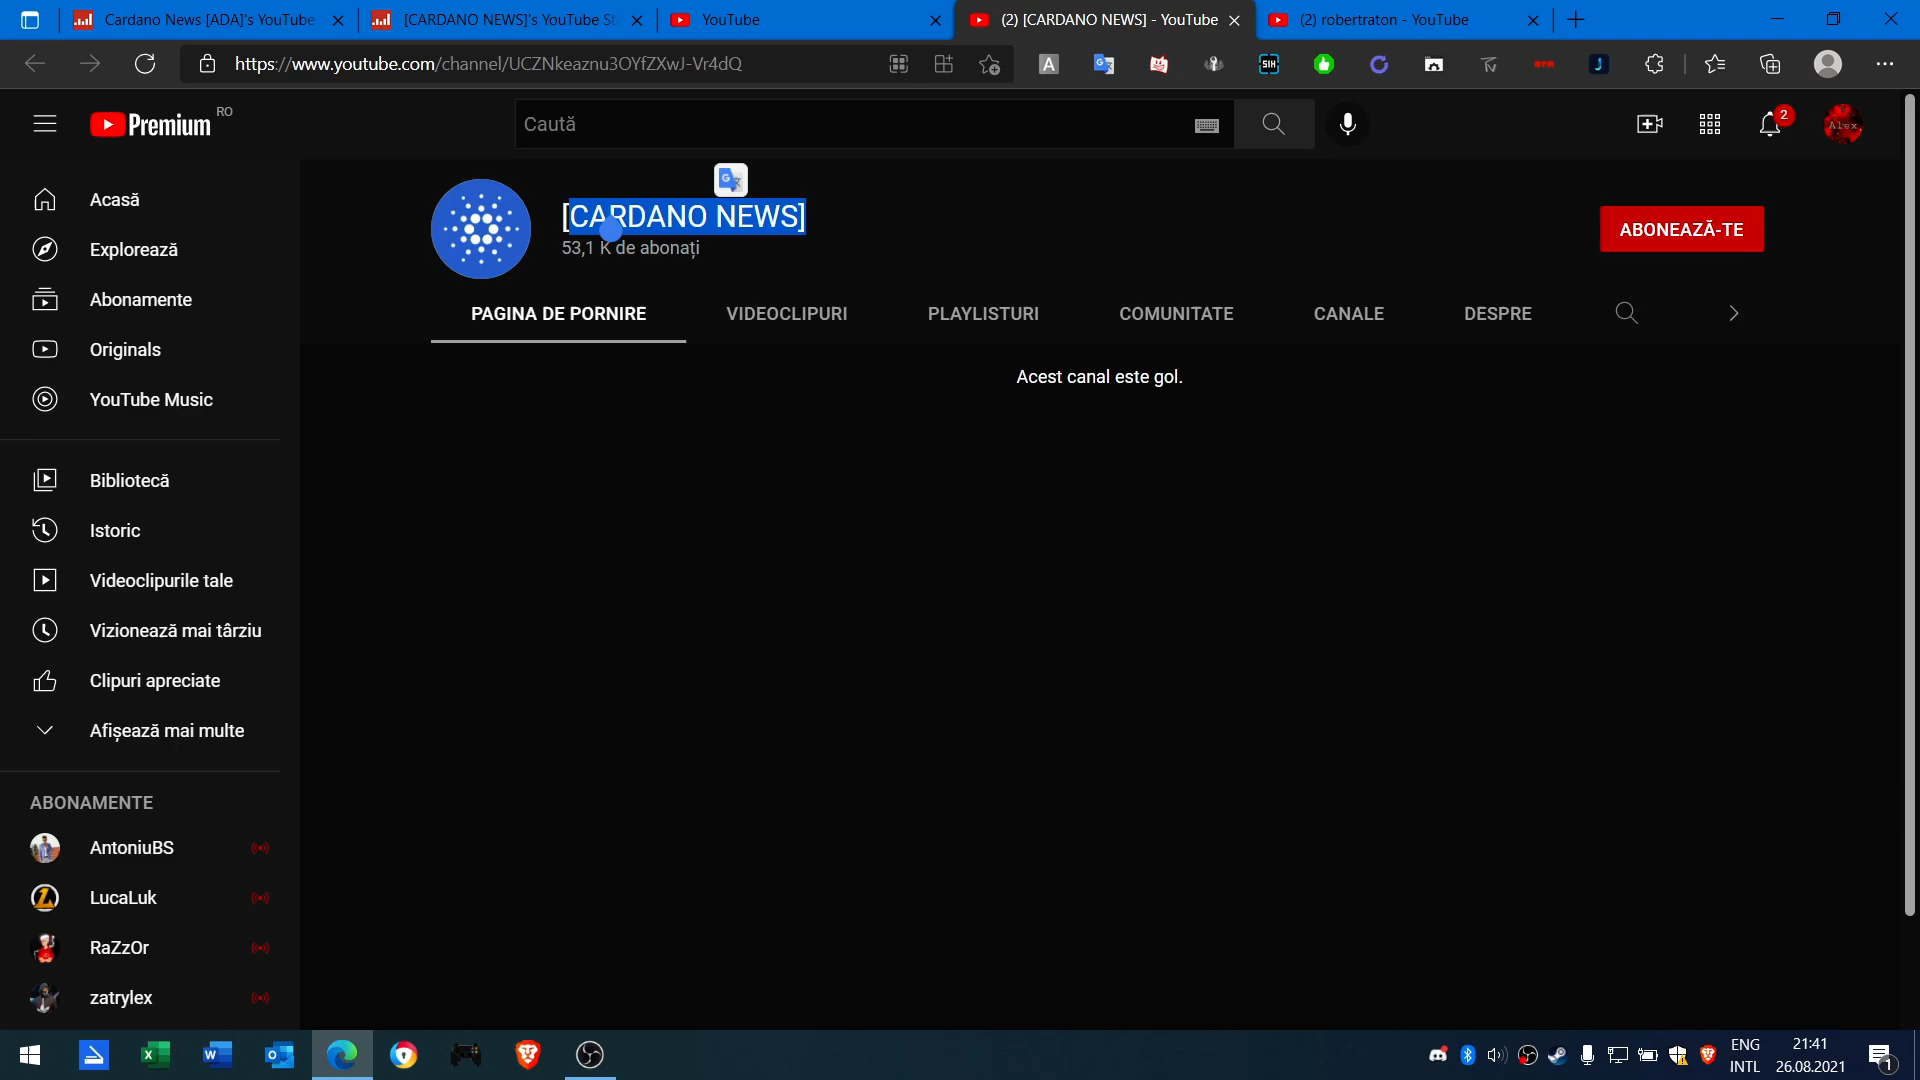 Cardano News [ADA]'s YouTube
[CARDANO NEWS]'s YouTube St
YouTube
(2) [CARDANO NEWS] - YouTube
(2) robertraton - YouTube
https://www.youtube.com/channel/UCZNkeaznu3OYfZXwJ-Vr4dQ
Premium RO
Caută
2
Alex
[CARDANO NEWS]
53,1 K de abonați
ABONEAZĂ-TE
PAGINA DE PORNIRE
VIDEOCLIPURI
PLAYLISTURI
COMUNITATE
CANALE
DESPRE
Acest canal este gol.
Acasă
Explorează
Abonamente
Originals
YouTube Music
Bibliotecă
Istoric
Videoclipurile tale
Vizionează mai târziu
Clipuri apreciate
Afișează mai multe
ABONAMENTE
AntoniuBS
LucaLuk
RaZzOr
zatrylex
ENG
INTL
21:41
26.08.2021
1